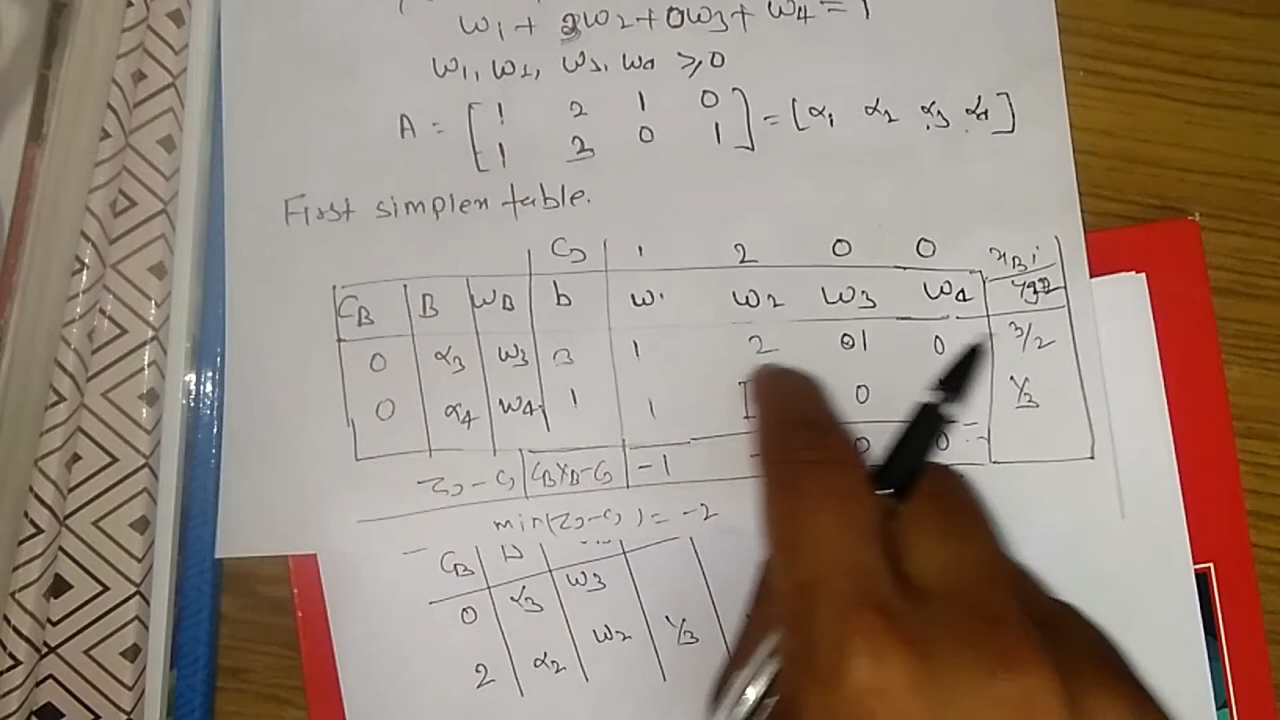 w1 + 3w2 + 0w3 + w4 = 1
w1, w2, w3, w4 ≥ 0
A = [ 1 2 1 0
1 3 0 1 ] = [α1 α2 α3 α4]
First simplex table.
Cj 1 2 0 0 xBi
CB B WB b w1 w2 w3 w4
0 α3 w3 3 1 2 1 0 3/2
0 α4 w4 1 1 0 1/3
-1 0 0
zj-cj CBXB-Cj
min(zj-cj) = -2
CB B
0 α3 w3
2 α2 w2 1/3